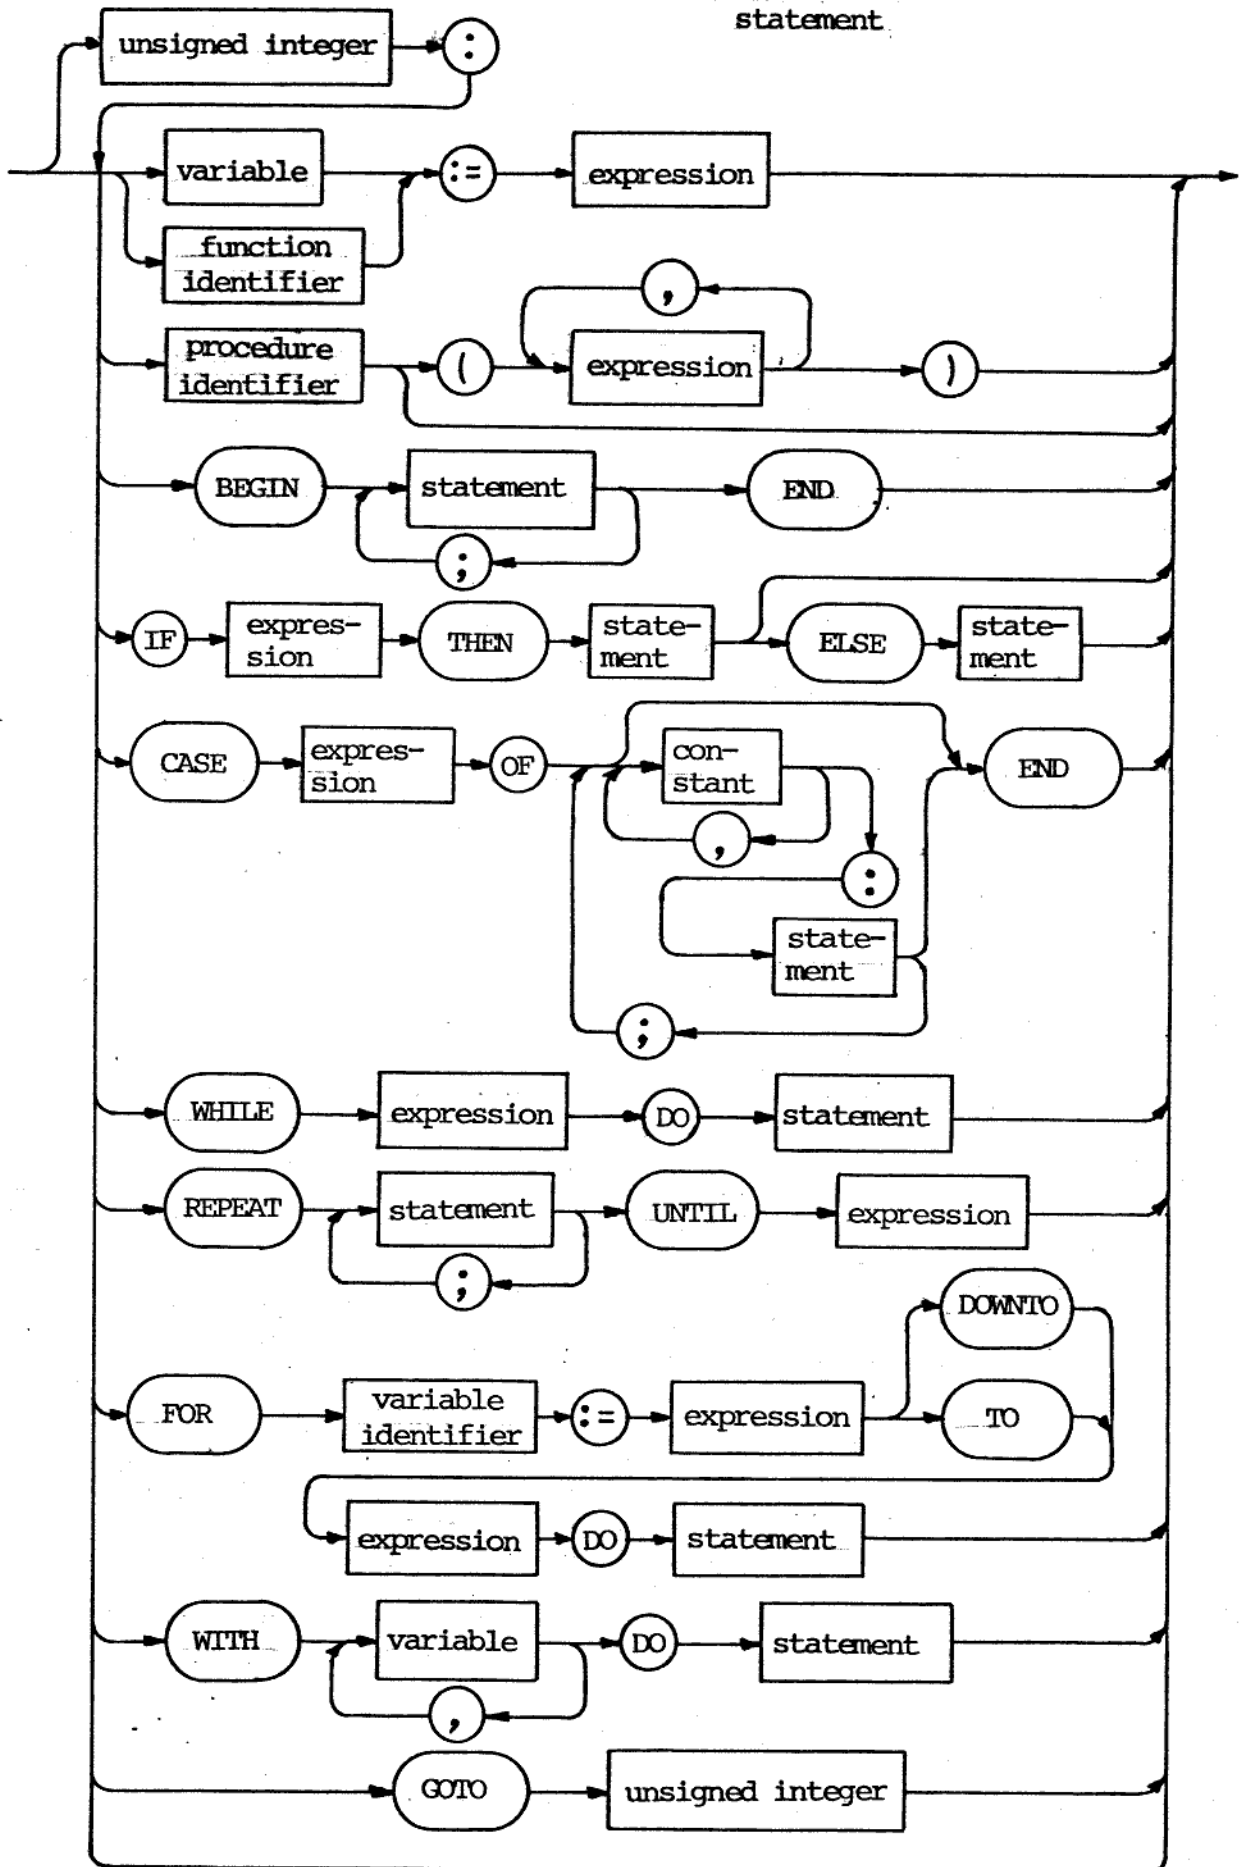 statement
unsigned integer :
variable := expression
function
identifier
,
procedure
identifier ( expression )
BEGIN statement END
;
IF expres-
sion THEN state-
ment ELSE state-
ment
CASE expres-
sion OF con-
stant END
,
:
state-
ment
;
WHILE expression DO statement
REPEAT statement UNTIL expression
;
DOWNTO
FOR variable
identifier := expression TO
expression DO statement
WITH variable DO statement
,
GOTO unsigned integer